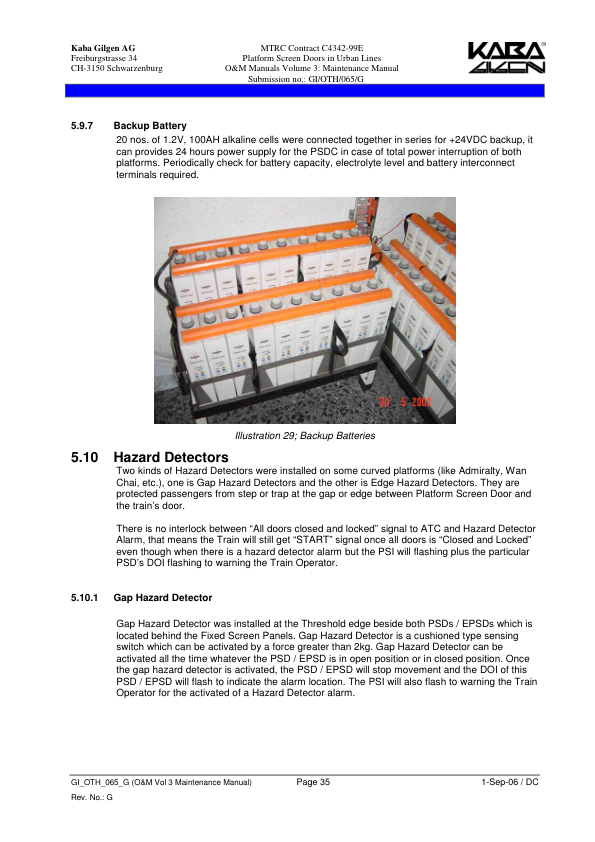 Kaba Gilgen AG
Freiburgstrasse 34
CH-3150 Schwarzenburg
MTRC Contract C4342-99E
Platform Screen Doors in Urban Lines
O&M Manuals Volume 3: Maintenance Manual
Submission no.: GI/OTH/065/G
KABA
GILGEN
5.9.7 Backup Battery
20 nos. of 1.2V, 100AH alkaline cells were connected together in series for +24VDC backup, it
can provides 24 hours power supply for the PSDC in case of total power interruption of both
platforms. Periodically check for battery capacity, electrolyte level and battery interconnect
terminals required.
Illustration 29; Backup Batteries
5.10 Hazard Detectors
Two kinds of Hazard Detectors were installed on some curved platforms (like Admiralty, Wan
Chai, etc.), one is Gap Hazard Detectors and the other is Edge Hazard Detectors. They are
protected passengers from step or trap at the gap or edge between Platform Screen Door and
the train's door.
There is no interlock between “All doors closed and locked” signal to ATC and Hazard Detector
Alarm, that means the Train will still get “START” signal once all doors is “Closed and Locked”
even though when there is a hazard detector alarm but the PSI will flashing plus the particular
PSD's DOI flashing to warning the Train Operator.
5.10.1 Gap Hazard Detector
Gap Hazard Detector was installed at the Threshold edge beside both PSDs / EPSDs which is
located behind the Fixed Screen Panels. Gap Hazard Detector is a cushioned type sensing
switch which can be activated by a force greater than 2kg. Gap Hazard Detector can be
activated all the time whatever the PSD / EPSD is in open position or in closed position. Once
the gap hazard detector is activated, the PSD / EPSD will stop movement and the DOI of this
PSD / EPSD will flash to indicate the alarm location. The PSI will also flash to warning the Train
Operator for the activated of a Hazard Detector alarm.
GI_OTH_065_G (O&M Vol 3 Maintenance Manual) Page 35 1-Sep-06 / DC
Rev. No.: G